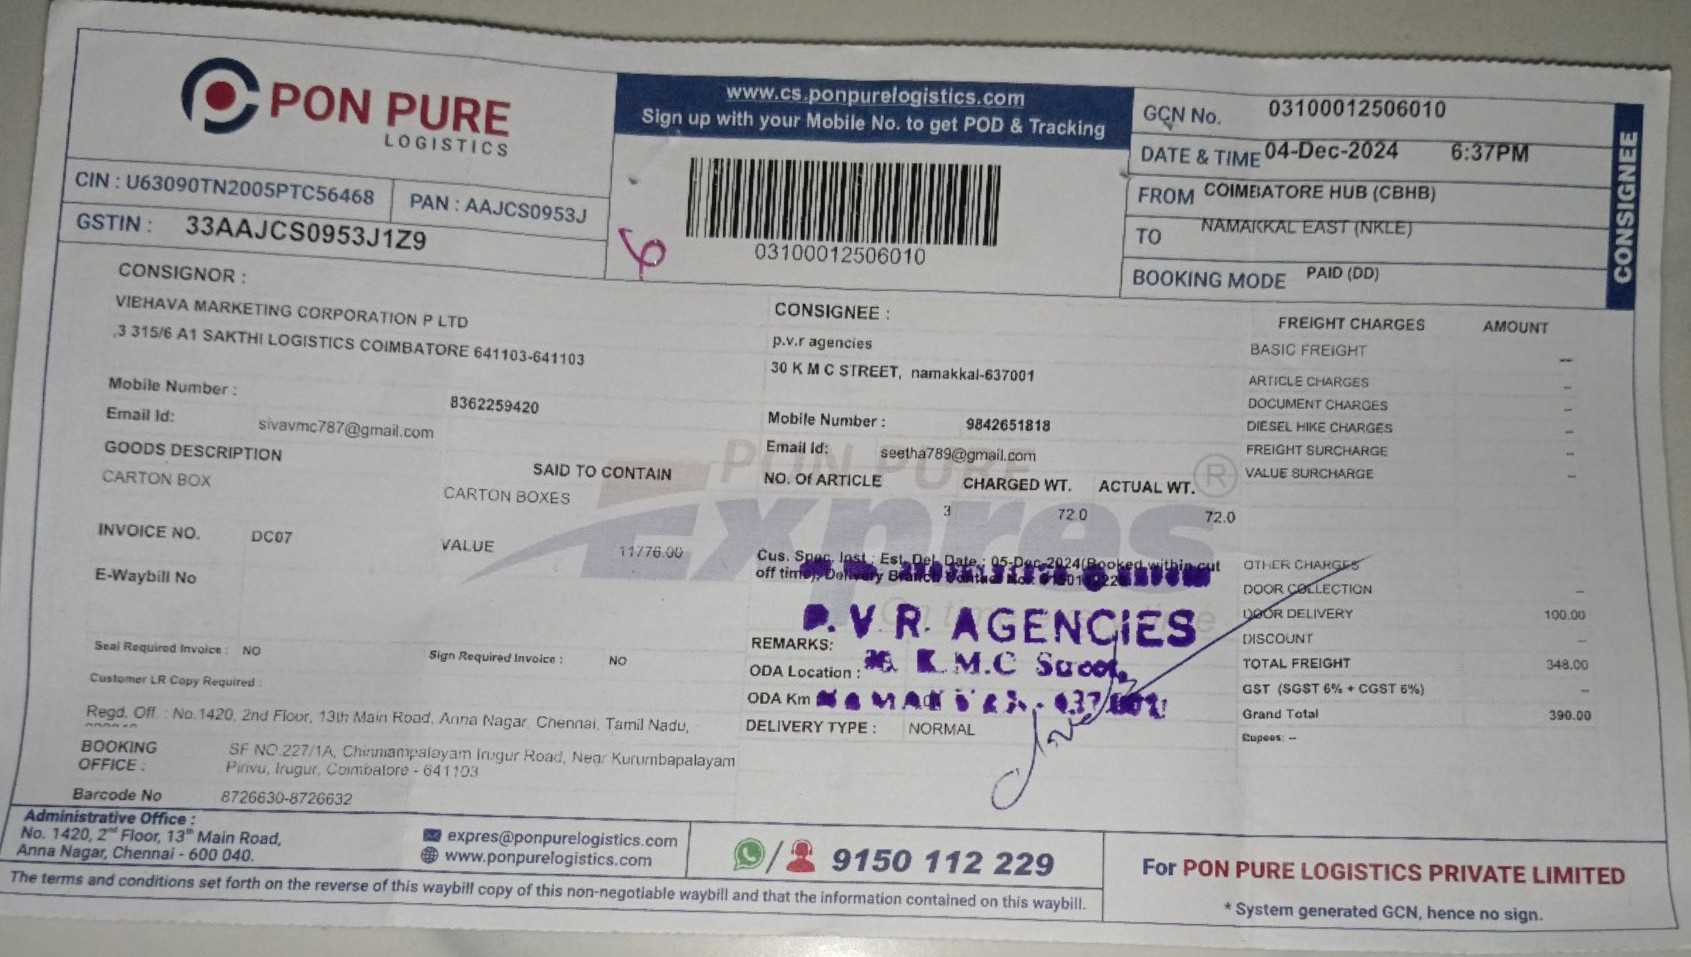 PON PURE
LOGISTICS
CIN : U63090TN2005PTC56468
PAN : AAJCS0953J
GSTIN : 33AAJCS0953J1Z9
www.cs.ponpurelogistics.com
Sign up with your Mobile No. to get POD & Tracking
03100012506010
GCN No. 03100012506010
DATE & TIME 04-Dec-2024 6:37PM
FROM COIMBATORE HUB (CBHB)
TO NAMAKKAL EAST (NKLE)
BOOKING MODE PAID (DD)
CONSIGNEE
CONSIGNOR :
VIBHAVA MARKETING CORPORATION P LTD
,3 315/6 A1 SAKTHI LOGISTICS COIMBATORE 641103-641103
Mobile Number : 8362259420
Email Id: sivavmc787@gmail.com
GOODS DESCRIPTION
SAID TO CONTAIN
CARTON BOX
CARTON BOXES
INVOICE NO. DC07
VALUE 11776.00
E-Waybill No
Seal Required Invoice : NO
Sign Required Invoice : NO
Customer LR Copy Required :
Regd. Off. : No.1420, 2nd Floor, 13th Main Road, Anna Nagar, Chennai, Tamil Nadu,
BOOKING OFFICE : SF NO.227/1A, Chinniampalayam Irugur Road, Near Kurumbapalayam
Pirivu, Irugur, Coimbatore - 641103
Barcode No 8726630-8726632
CONSIGNEE :
p.v.r agencies
30 K M C STREET, namakkal-637001
Mobile Number : 9842651818
Email Id: seetha789@gmail.com
PON PURE
Expres ®
NO. Of ARTICLE CHARGED WT. ACTUAL WT.
3 72.0 72.0
Cus. Spec. Inst : Est. Del. Date : 05-Dec-2024(Booked within cut
off time), Delivery Branch Contact No.:
P.V.R. AGENCIES
K.M.C
REMARKS:
ODA Location :
ODA Km
DELIVERY TYPE : NORMAL
FREIGHT CHARGES AMOUNT
BASIC FREIGHT --
ARTICLE CHARGES –
DOCUMENT CHARGES –
DIESEL HIKE CHARGES –
FREIGHT SURCHARGE –
VALUE SURCHARGE –
OTHER CHARGES
DOOR COLLECTION –
DOOR DELIVERY 100.00
DISCOUNT –
TOTAL FREIGHT 348.00
GST (SGST 6% + CGST 6%) –
Grand Total 390.00
Rupees: --
Administrative Office :
No. 1420, 2nd Floor, 13th Main Road,
Anna Nagar, Chennai - 600 040.
expres@ponpurelogistics.com
www.ponpurelogistics.com
9150 112 229
The terms and conditions set forth on the reverse of this waybill copy of this non-negotiable waybill and that the information contained on this waybill.
For PON PURE LOGISTICS PRIVATE LIMITED
* System generated GCN, hence no sign.